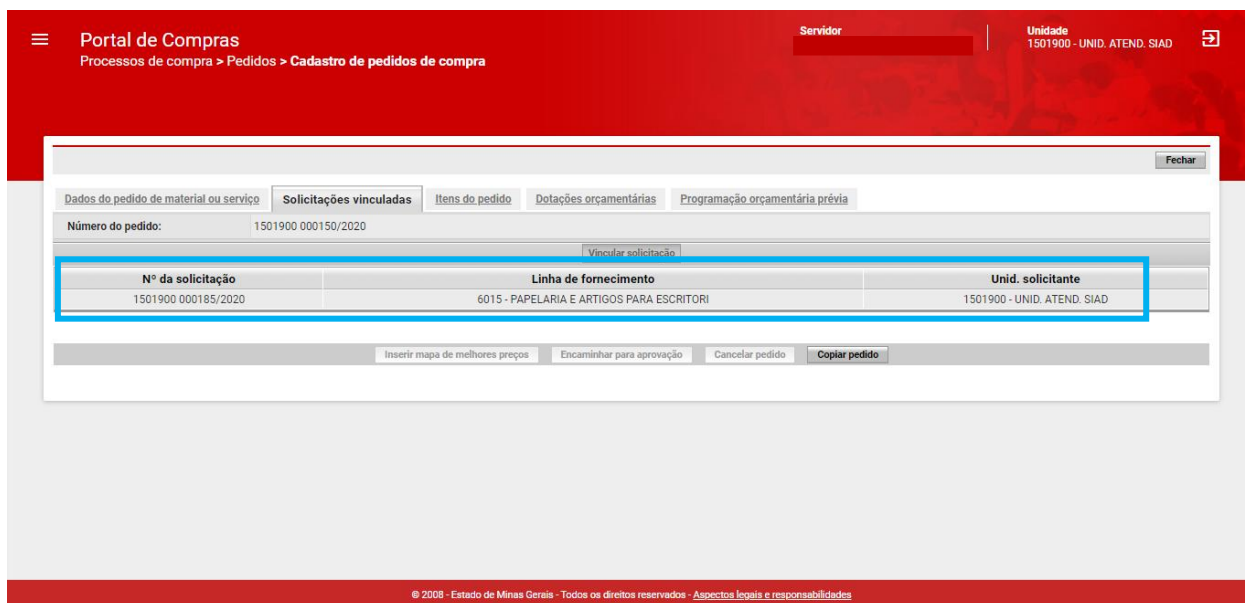 Portal de Compras
Processos de compra > Pedidos > Cadastro de pedidos de compra
Servidor
Unidade
1501900 - UNID. ATEND. SIAD
Fechar
Dados do pedido de material ou serviço Solicitações vinculadas Itens do pedido Dotações orçamentárias Programação orçamentária prévia
Número do pedido: 1501900 000150/2020
Vincular solicitação
Nº da solicitação Linha de fornecimento Unid. solicitante
1501900 000185/2020 6015 - PAPELARIA E ARTIGOS PARA ESCRITORI 1501900 - UNID. ATEND. SIAD
Inserir mapa de melhores preços Encaminhar para aprovação Cancelar pedido Copiar pedido
© 2008 - Estado de Minas Gerais - Todos os direitos reservados - Aspectos legais e responsabilidades